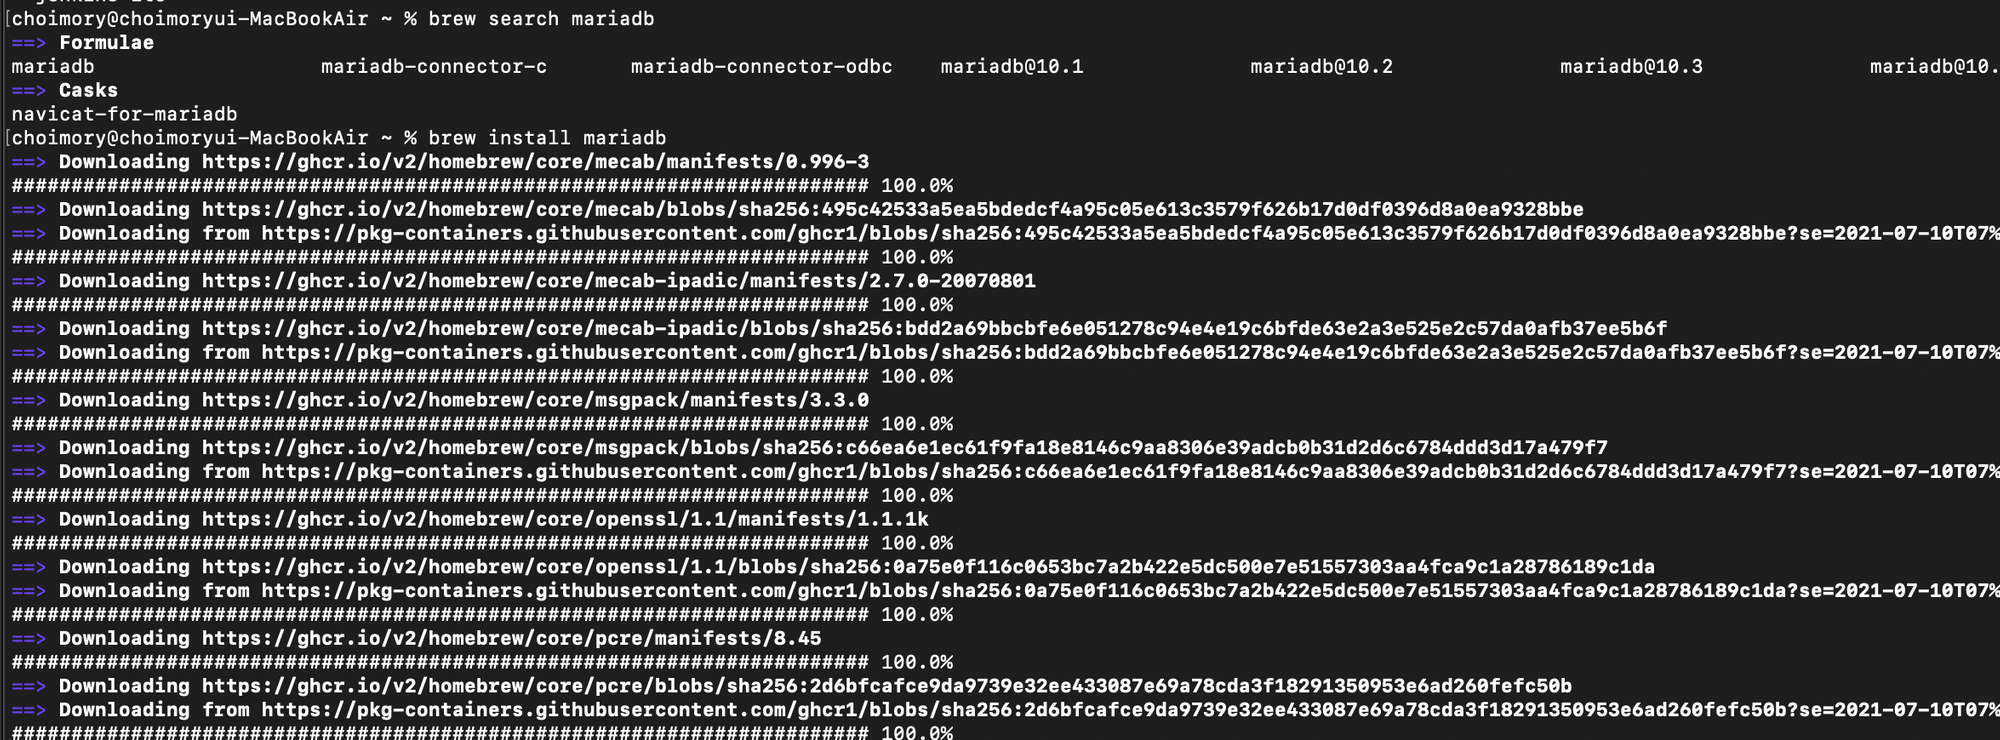 [choimory@choimoryui-MacBookAir ~ % brew search mariadb
==> Formulae
mariadb mariadb-connector-c mariadb-connector-odbc mariadb@10.1 mariadb@10.2 mariadb@10.3 mariadb@10.
==> Casks
navicat-for-mariadb
[choimory@choimoryui-MacBookAir ~ % brew install mariadb
==> Downloading https://ghcr.io/v2/homebrew/core/mecab/manifests/0.996-3
######################################################################## 100.0%
==> Downloading https://ghcr.io/v2/homebrew/core/mecab/blobs/sha256:495c42533a5ea5bdedcf4a95c05e613c3579f626b17d0df0396d8a0ea9328bbe
==> Downloading from https://pkg-containers.githubusercontent.com/ghcr1/blobs/sha256:495c42533a5ea5bdedcf4a95c05e613c3579f626b17d0df0396d8a0ea9328bbe?se=2021-07-10T07%
######################################################################## 100.0%
==> Downloading https://ghcr.io/v2/homebrew/core/mecab-ipadic/manifests/2.7.0-20070801
######################################################################## 100.0%
==> Downloading https://ghcr.io/v2/homebrew/core/mecab-ipadic/blobs/sha256:bdd2a69bbcbfe6e051278c94e4e19c6bfde63e2a3e525e2c57da0afb37ee5b6f
==> Downloading from https://pkg-containers.githubusercontent.com/ghcr1/blobs/sha256:bdd2a69bbcbfe6e051278c94e4e19c6bfde63e2a3e525e2c57da0afb37ee5b6f?se=2021-07-10T07%
######################################################################## 100.0%
==> Downloading https://ghcr.io/v2/homebrew/core/msgpack/manifests/3.3.0
######################################################################## 100.0%
==> Downloading https://ghcr.io/v2/homebrew/core/msgpack/blobs/sha256:c66ea6e1ec61f9fa18e8146c9aa8306e39adcb0b31d2d6c6784ddd3d17a479f7
==> Downloading from https://pkg-containers.githubusercontent.com/ghcr1/blobs/sha256:c66ea6e1ec61f9fa18e8146c9aa8306e39adcb0b31d2d6c6784ddd3d17a479f7?se=2021-07-10T07%
######################################################################## 100.0%
==> Downloading https://ghcr.io/v2/homebrew/core/openssl/1.1/manifests/1.1.1k
######################################################################## 100.0%
==> Downloading https://ghcr.io/v2/homebrew/core/openssl/1.1/blobs/sha256:0a75e0f116c0653bc7a2b422e5dc500e7e51557303aa4fca9c1a28786189c1da
==> Downloading from https://pkg-containers.githubusercontent.com/ghcr1/blobs/sha256:0a75e0f116c0653bc7a2b422e5dc500e7e51557303aa4fca9c1a28786189c1da?se=2021-07-10T07%
######################################################################## 100.0%
==> Downloading https://ghcr.io/v2/homebrew/core/pcre/manifests/8.45
######################################################################## 100.0%
==> Downloading https://ghcr.io/v2/homebrew/core/pcre/blobs/sha256:2d6bfcafce9da9739e32ee433087e69a78cda3f18291350953e6ad260fefc50b
==> Downloading from https://pkg-containers.githubusercontent.com/ghcr1/blobs/sha256:2d6bfcafce9da9739e32ee433087e69a78cda3f18291350953e6ad260fefc50b?se=2021-07-10T07%
######################################################################## 100.0%